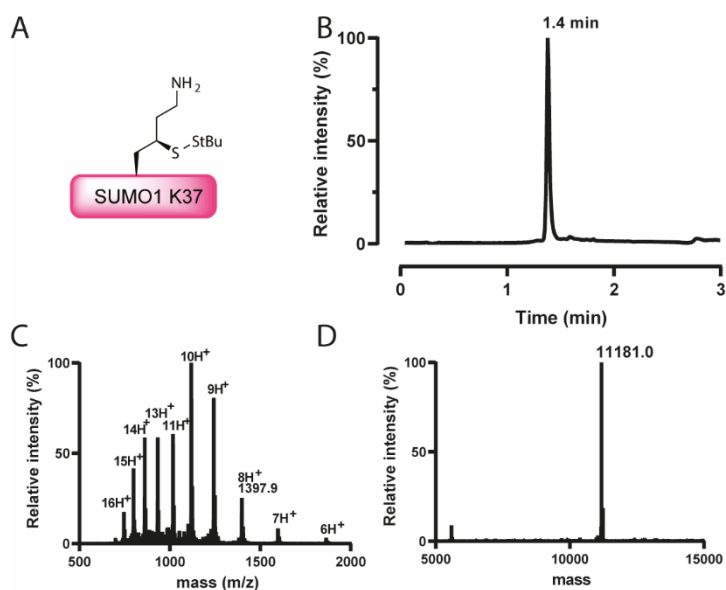 A
NH2
S
StBu
SUMO1 K37
B
1.4 min
Relative intensity (%)
100
50
0
0 1 2 3
Time (min)
C
Relative intensity (%)
100
50
0
16H+
15H+
14H+
13H+
11H+
10H+
9H+
8H+
1397.9
7H+
6H+
500 1000 1500 2000
mass (m/z)
D
11181.0
Relative intensity (%)
100
50
0
5000 10000 15000
mass